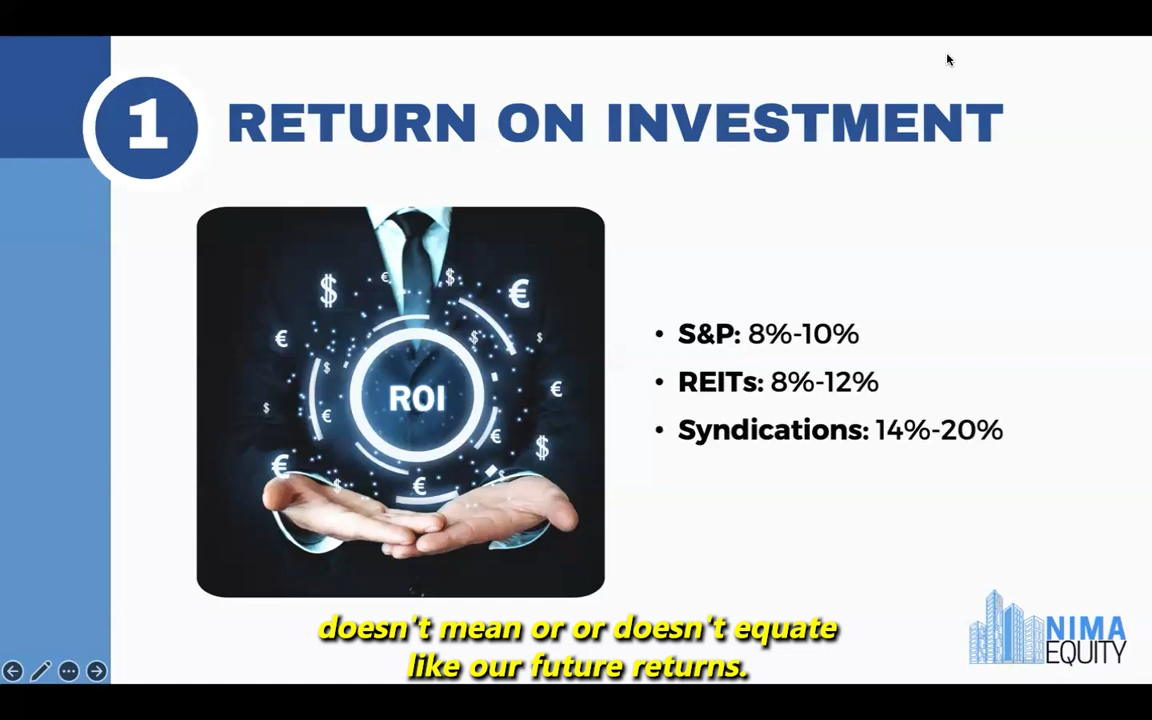 1
RETURN ON INVESTMENT
$
€
$
€
€
$
$
$
€
€
$
€
€
$
€
$
$
€
ROI
• S&P: 8%-10%
• REITs: 8%-12%
• Syndications: 14%-20%
doesn't mean or or doesn't equate
like our future returns.
NIMA
EQUITY